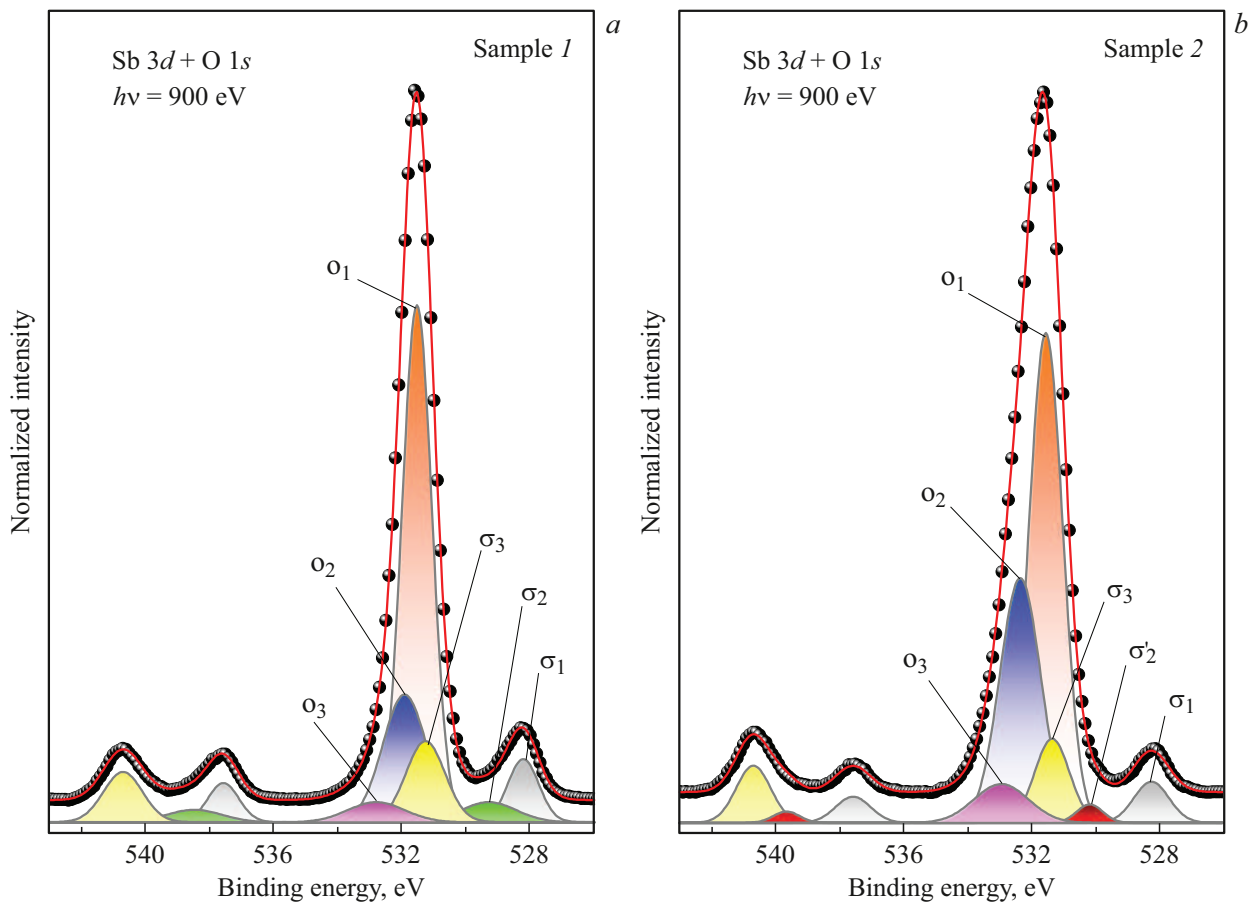 a
Sb 3d + O 1s
hν = 900 eV
Sample 1
o₁
o₂
o₃
σ₃
σ₂
σ₁
Normalized intensity
540
536
532
528
Binding energy, eV
b
Sb 3d + O 1s
hν = 900 eV
Sample 2
o₁
o₂
o₃
σ₃
σ'₂
σ₁
Normalized intensity
540
536
532
528
Binding energy, eV